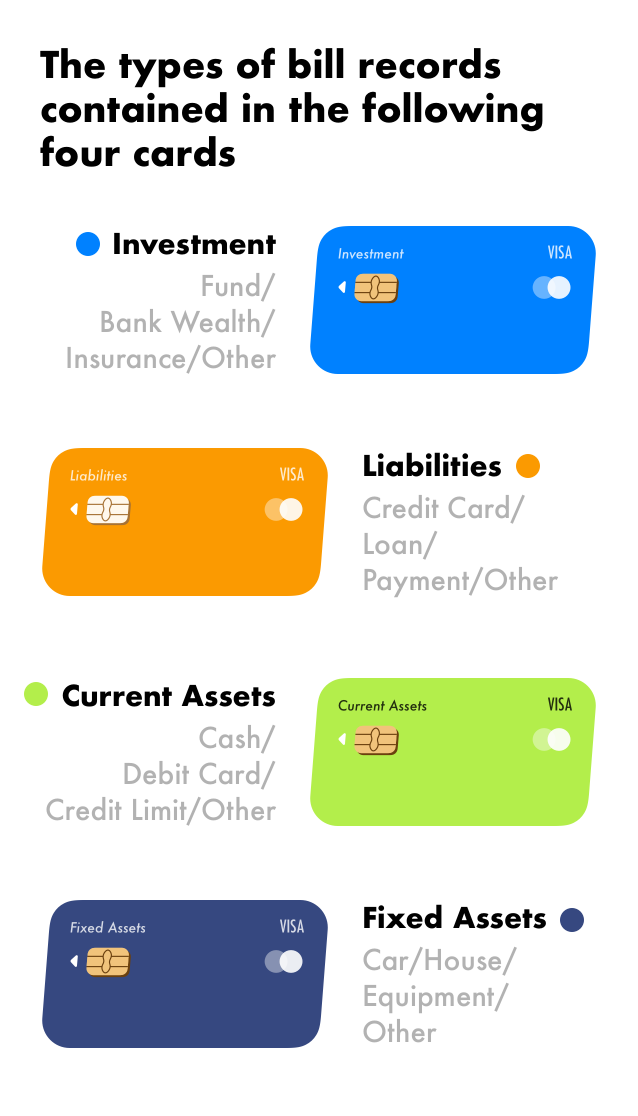 The types of bill records
contained in the following
four cards
Investment
Fund/
Bank Wealth/
Insurance/Other
Investment
VISA
Liabilities
VISA
Liabilities
Credit Card/
Loan/
Payment/Other
Current Assets
Cash/
Debit Card/
Credit Limit/Other
Current Assets
VISA
Fixed Assets
VISA
Fixed Assets
Car/House/
Equipment/
Other